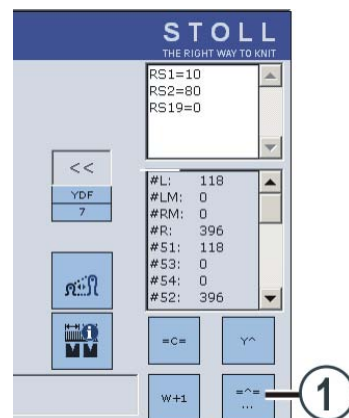 STOLL
THE RIGHT WAY TO KNIT
RS1=10
RS2=80
RS19=0
<<
YDF
7
#L: 118
#LM: 0
#RM: 0
#R: 396
#51: 118
#53: 0
#54: 0
#52: 396
=C=
Y^
W+1
=^=
...
1